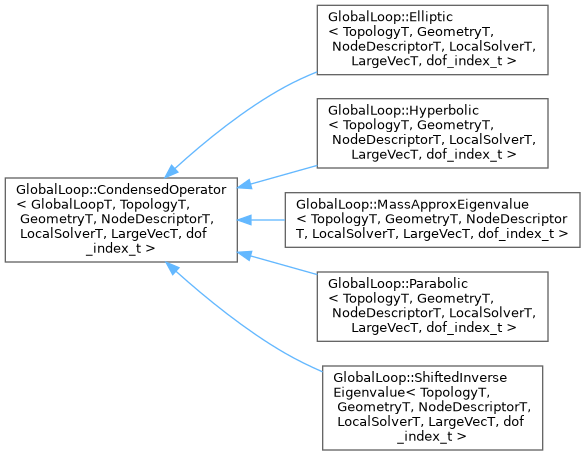 GlobalLoop::Elliptic
< TopologyT, GeometryT,
NodeDescriptorT, LocalSolverT,
LargeVecT, dof_index_t >
GlobalLoop::Hyperbolic
< TopologyT, GeometryT,
NodeDescriptorT, LocalSolverT,
LargeVecT, dof_index_t >
GlobalLoop::CondensedOperator
< GlobalLoopT, TopologyT,
GeometryT, NodeDescriptorT,
LocalSolverT, LargeVecT, dof
_index_t >
GlobalLoop::MassApproxEigenvalue
< TopologyT, GeometryT, NodeDescriptor
T, LocalSolverT, LargeVecT, dof_index_t >
GlobalLoop::Parabolic
< TopologyT, GeometryT,
NodeDescriptorT, LocalSolverT,
LargeVecT, dof_index_t >
GlobalLoop::ShiftedInverse
Eigenvalue< TopologyT,
GeometryT, NodeDescriptorT,
LocalSolverT, LargeVecT, dof
_index_t >